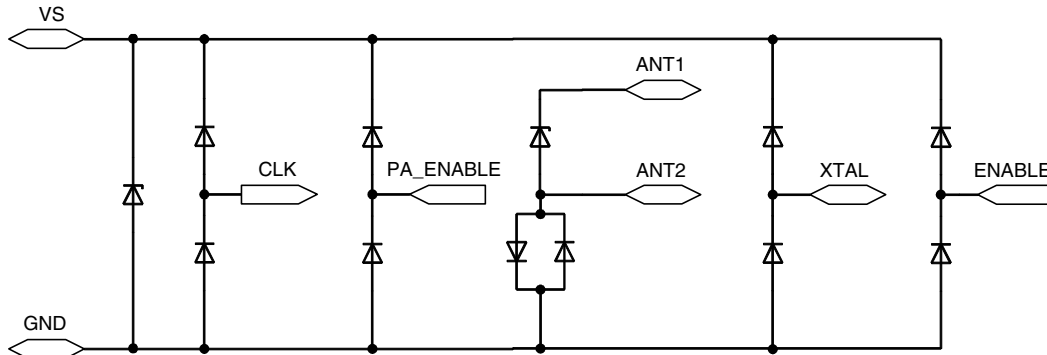 VS
ANT1
CLK
PA_ENABLE
ANT2
XTAL
ENABLE
GND